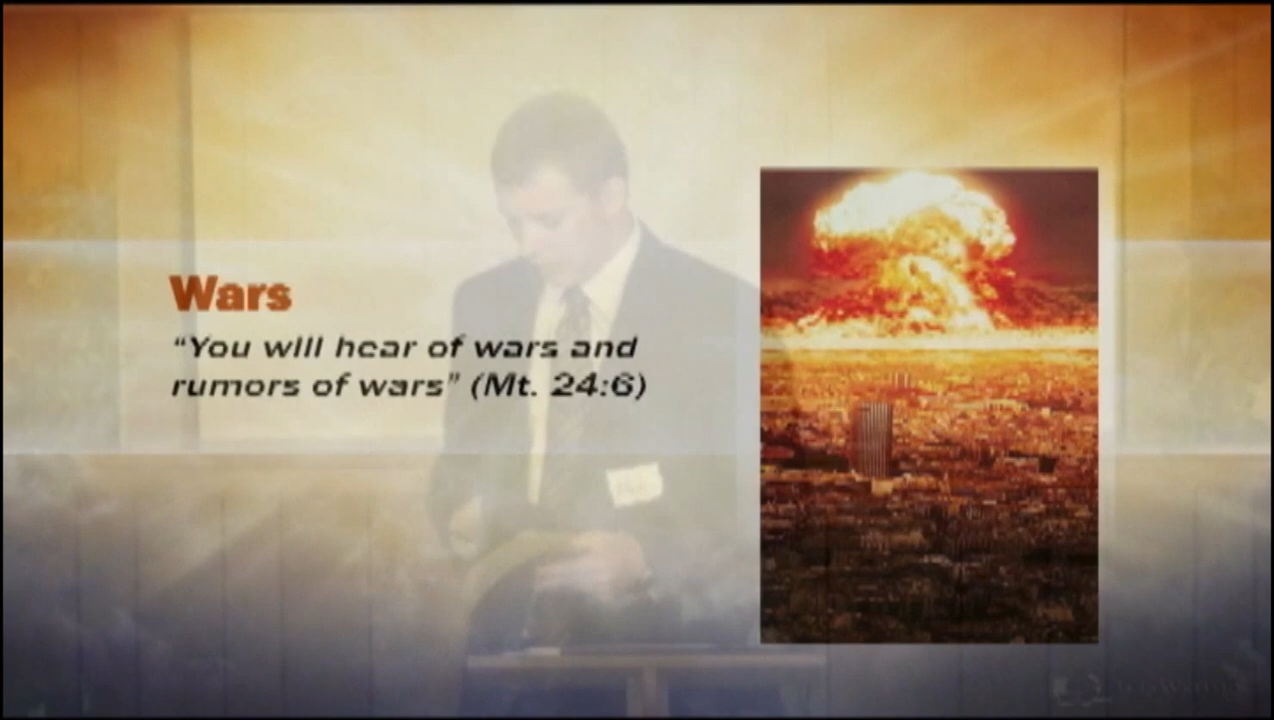 Wars
“You will hear of wars and
rumors of wars” (Mt. 24:6)